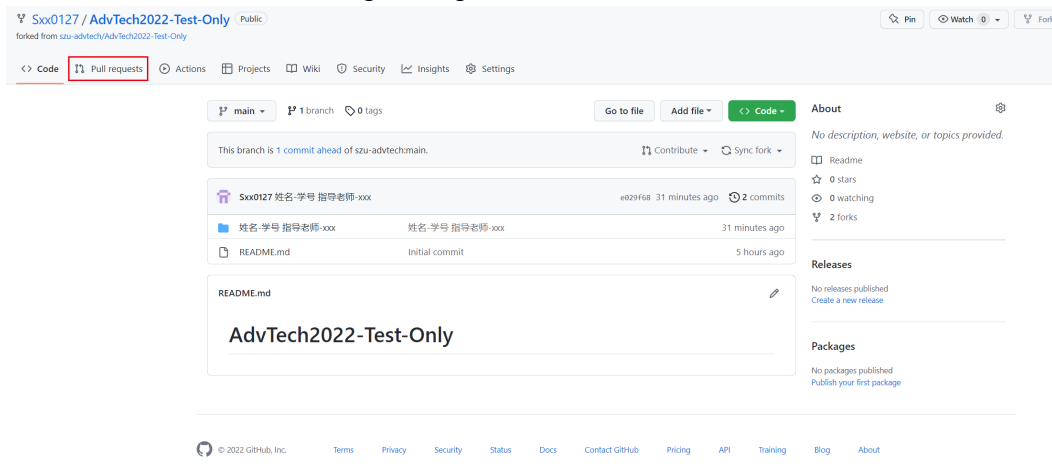 Sxx0127 / AdvTech2022-Test-Only Public
Pin
Watch 0
Fork
forked from szu-advtech/AdvTech2022-Test-Only
Code
Pull requests
Actions
Projects
Wiki
Security
Insights
Settings
main
1 branch
0 tags
Go to file
Add file
Code
This branch is 1 commit ahead of szu-advtech:main.
Contribute
Sync fork
Sxx0127 姓名-学号 指导老师-xxx
e029f68 31 minutes ago
2 commits
姓名-学号 指导老师-xxx
姓名-学号 指导老师-xxx
31 minutes ago
README.md
Initial commit
5 hours ago
README.md
AdvTech2022-Test-Only
About
No description, website, or topics provided.
Readme
0 stars
0 watching
2 forks
Releases
No releases published
Create a new release
Packages
No packages published
Publish your first package
© 2022 GitHub, Inc.
Terms
Privacy
Security
Status
Docs
Contact GitHub
Pricing
API
Training
Blog
About